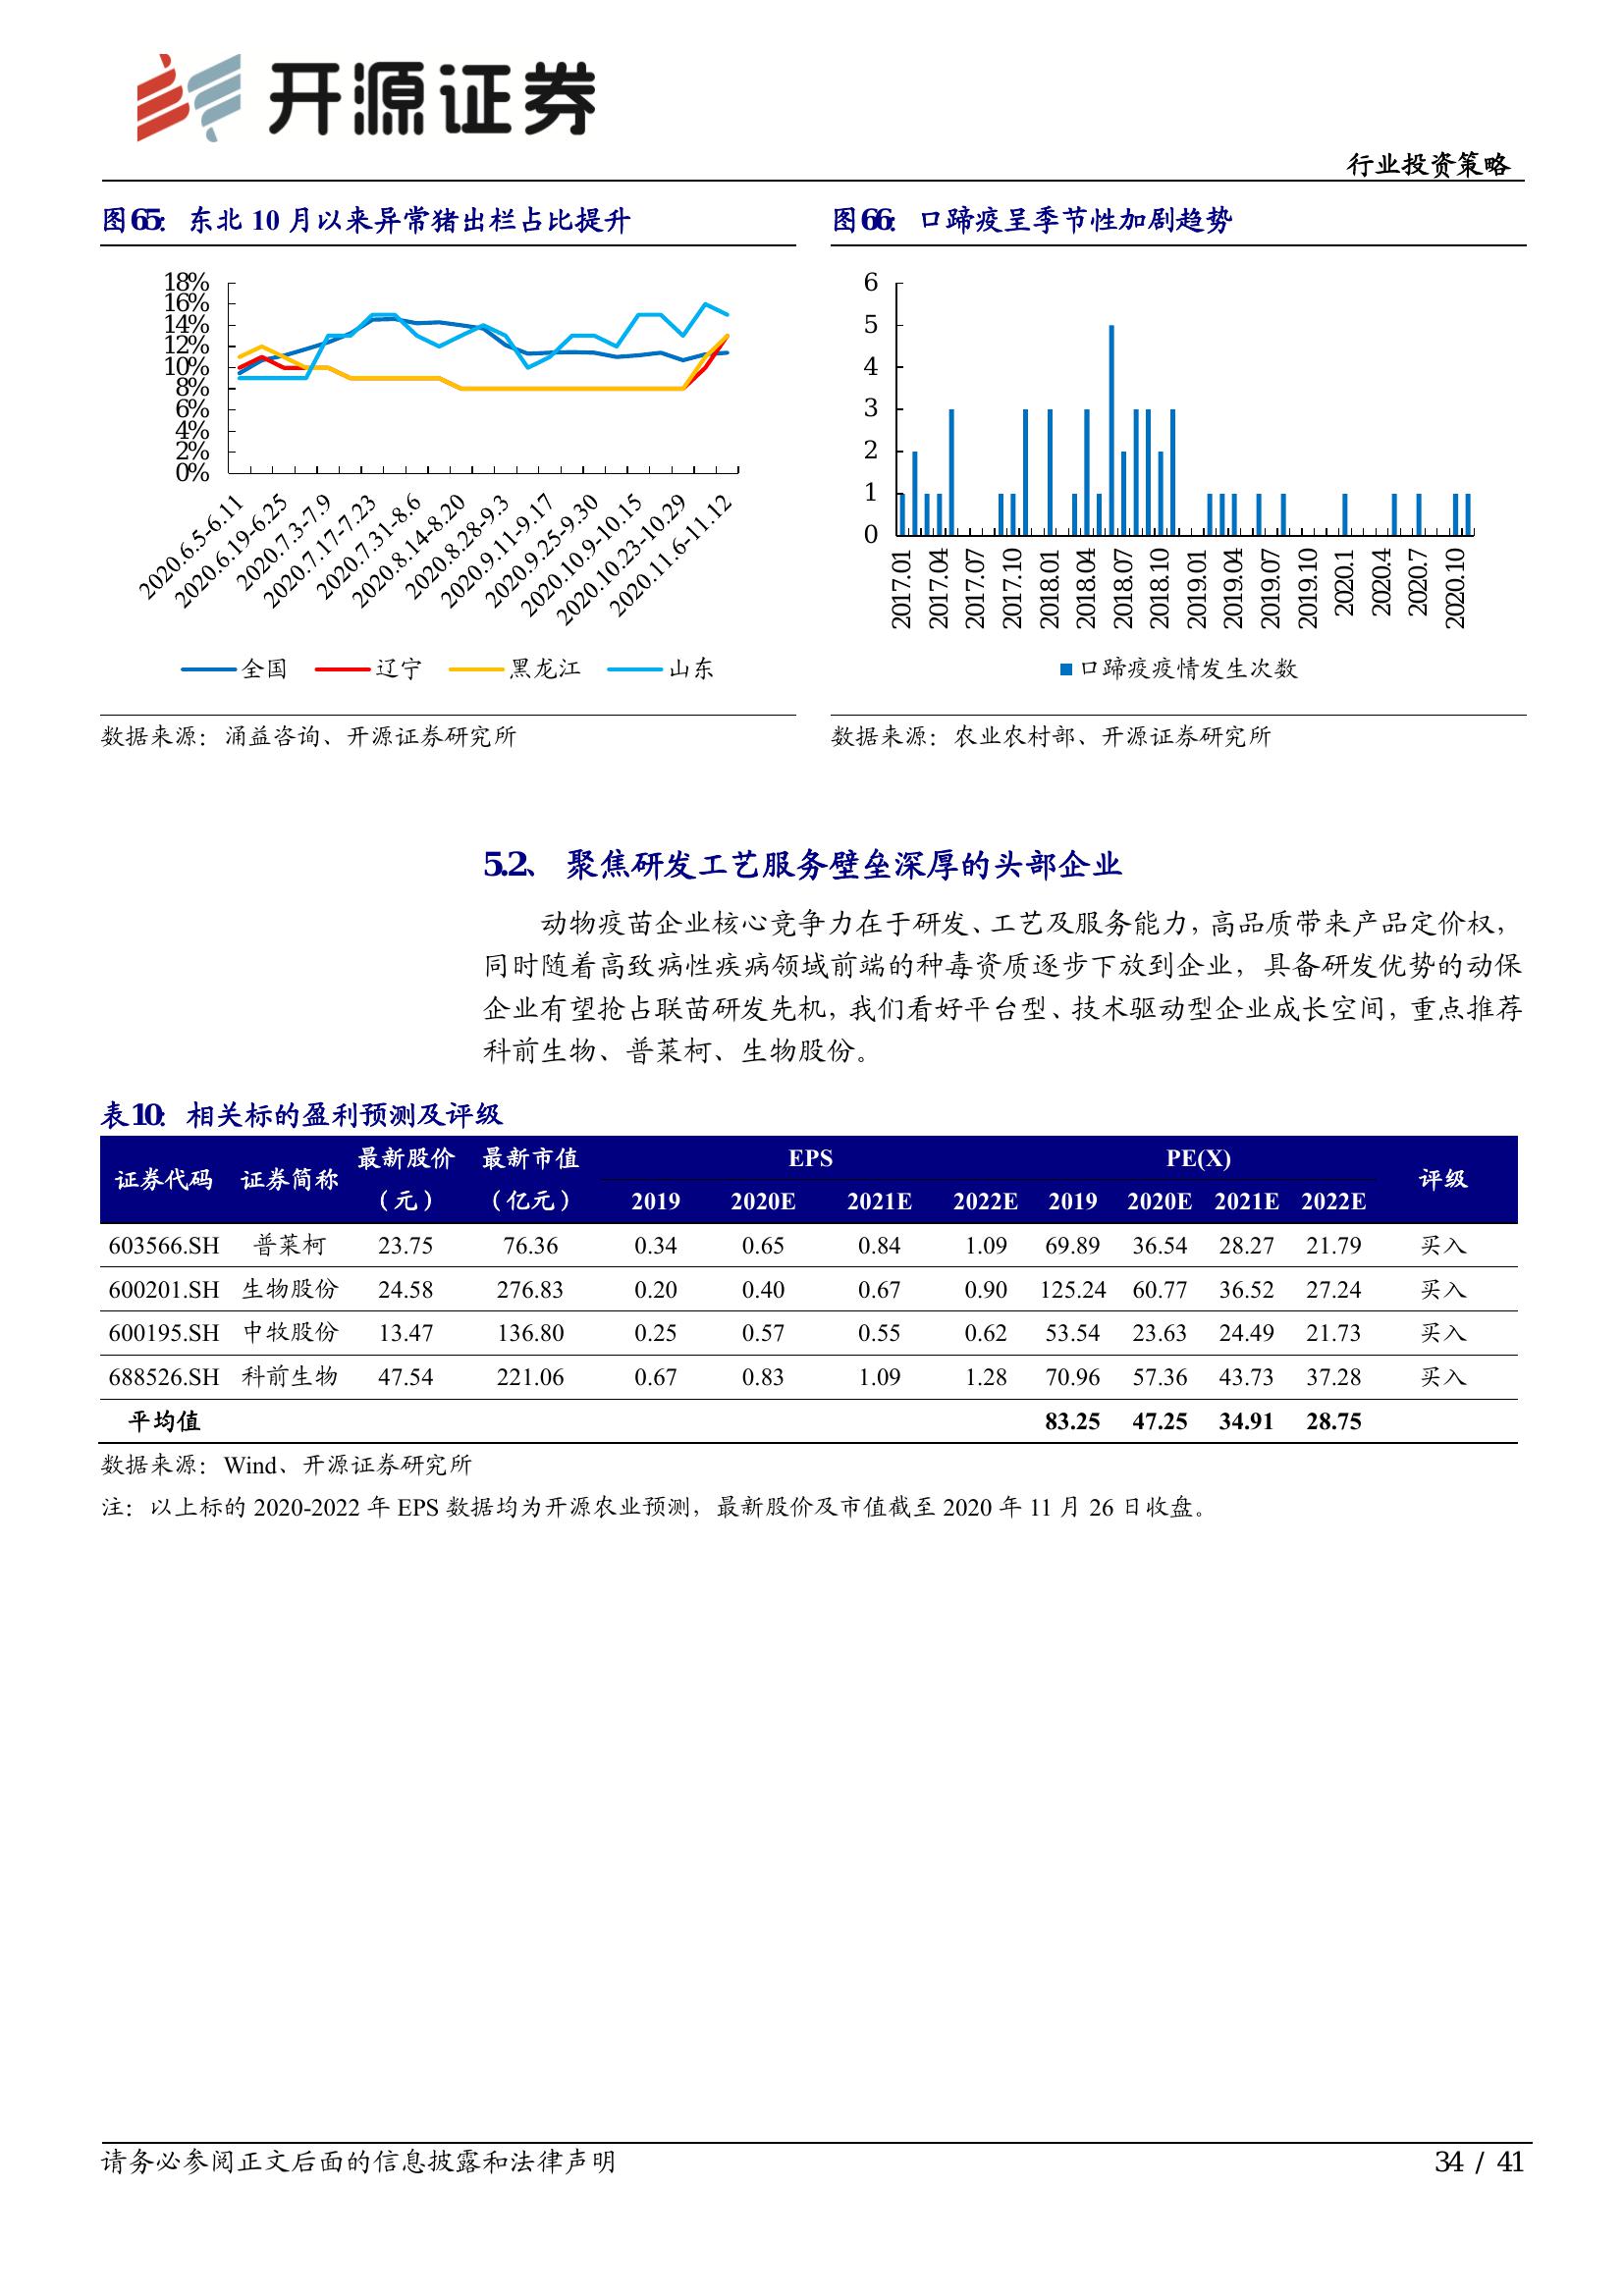 开源证券
行业投资策略
图65：东北 10 月以来异常猪出栏占比提升
18%
16%
14%
12%
10%
8%
6%
4%
2%
0%
2020.6.5-6.11
2020.6.19-6.25
2020.7.3-7.9
2020.7.17-7.23
2020.7.31-8.6
2020.8.14-8.20
2020.8.28-9.3
2020.9.11-9.17
2020.9.25-9.30
2020.10.9-10.15
2020.10.23-10.29
2020.11.6-11.12
全国 辽宁 黑龙江 山东
数据来源：涌益咨询、开源证券研究所
图66：口蹄疫呈季节性加剧趋势
6
5
4
3
2
1
0
2017.01
2017.04
2017.07
2017.10
2018.01
2018.04
2018.07
2018.10
2019.01
2019.04
2019.07
2019.10
2020.1
2020.4
2020.7
2020.10
口蹄疫疫情发生次数
数据来源：农业农村部、开源证券研究所
5.2、 聚焦研发工艺服务壁垒深厚的头部企业
动物疫苗企业核心竞争力在于研发、工艺及服务能力，高品质带来产品定价权，
同时随着高致病性疾病领域前端的种毒资质逐步下放到企业，具备研发优势的动保
企业有望抢占联苗研发先机，我们看好平台型、技术驱动型企业成长空间，重点推荐
科前生物、普莱柯、生物股份。
表10：相关标的盈利预测及评级
证券代码 证券简称 最新股价 最新市值 EPS PE(X) 评级
（元） （亿元） 2019 2020E 2021E 2022E 2019 2020E 2021E 2022E
603566.SH 普莱柯 23.75 76.36 0.34 0.65 0.84 1.09 69.89 36.54 28.27 21.79 买入
600201.SH 生物股份 24.58 276.83 0.20 0.40 0.67 0.90 125.24 60.77 36.52 27.24 买入
600195.SH 中牧股份 13.47 136.80 0.25 0.57 0.55 0.62 53.54 23.63 24.49 21.73 买入
688526.SH 科前生物 47.54 221.06 0.67 0.83 1.09 1.28 70.96 57.36 43.73 37.28 买入
平均值 83.25 47.25 34.91 28.75
数据来源：Wind、开源证券研究所
注：以上标的 2020-2022 年 EPS 数据均为开源农业预测，最新股价及市值截至 2020 年 11 月 26 日收盘。
请务必参阅正文后面的信息披露和法律声明
34 / 41